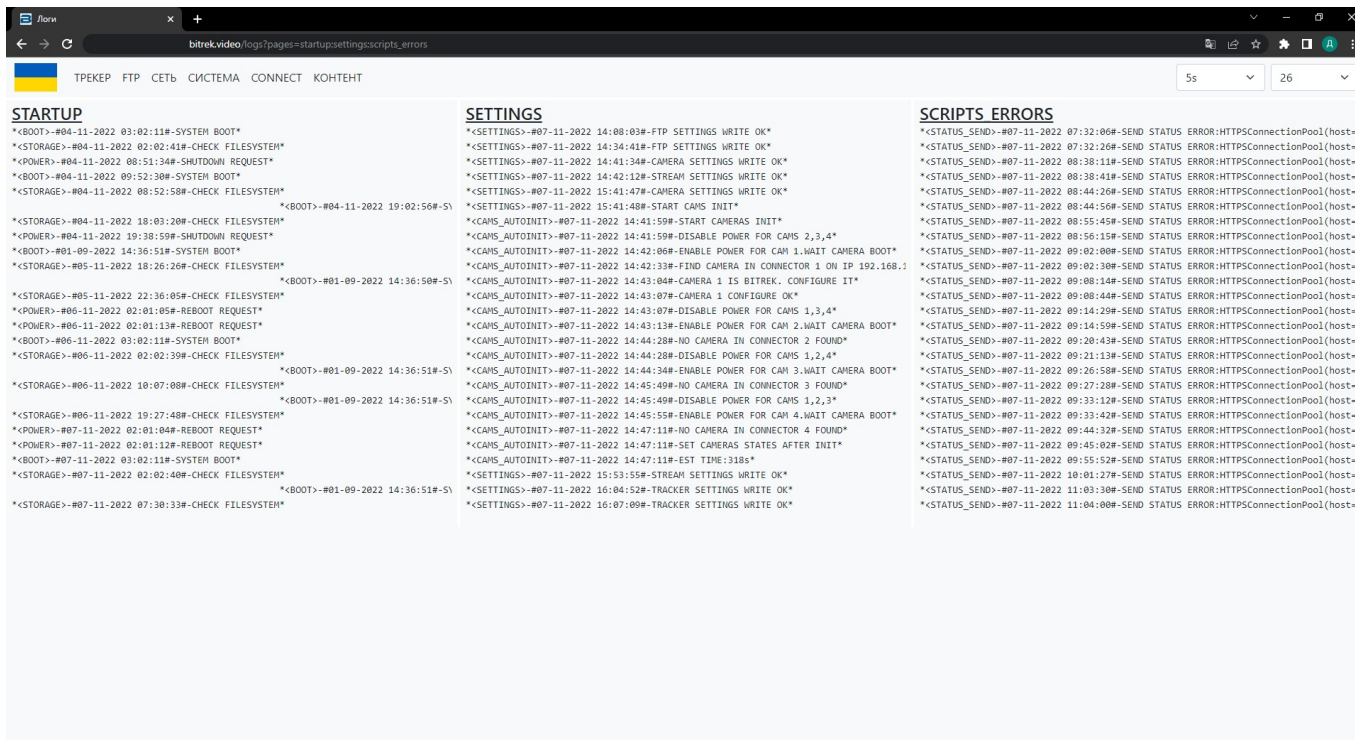 Логи
bitrek.video/logs?pages=startup:settings:scripts_errors
ТРЕКЕР FTP СЕТЬ СИСТЕМА CONNECT КОНТЕНТ
5s
26
STARTUP
*<BOOT>-#04-11-2022 03:02:11#-SYSTEM BOOT*
*<STORAGE>-#04-11-2022 02:02:41#-CHECK FILESYSTEM*
*<POWER>-#04-11-2022 08:51:34#-SHUTDOWN REQUEST*
*<BOOT>-#04-11-2022 09:52:30#-SYSTEM BOOT*
*<STORAGE>-#04-11-2022 08:52:58#-CHECK FILESYSTEM*
*<BOOT>-#04-11-2022 19:02:56#-S
*<STORAGE>-#04-11-2022 18:03:20#-CHECK FILESYSTEM*
*<POWER>-#04-11-2022 19:38:59#-SHUTDOWN REQUEST*
*<BOOT>-#01-09-2022 14:36:51#-SYSTEM BOOT*
*<STORAGE>-#05-11-2022 18:26:26#-CHECK FILESYSTEM*
*<BOOT>-#01-09-2022 14:36:50#-S
*<STORAGE>-#05-11-2022 22:36:05#-CHECK FILESYSTEM*
*<POWER>-#06-11-2022 02:01:05#-REBOOT REQUEST*
*<POWER>-#06-11-2022 02:01:13#-REBOOT REQUEST*
*<BOOT>-#06-11-2022 03:02:11#-SYSTEM BOOT*
*<STORAGE>-#06-11-2022 02:02:39#-CHECK FILESYSTEM*
*<BOOT>-#01-09-2022 14:36:51#-S
*<STORAGE>-#06-11-2022 10:07:08#-CHECK FILESYSTEM*
*<BOOT>-#01-09-2022 14:36:51#-S
*<STORAGE>-#06-11-2022 19:27:48#-CHECK FILESYSTEM*
*<POWER>-#07-11-2022 02:01:04#-REBOOT REQUEST*
*<POWER>-#07-11-2022 02:01:12#-REBOOT REQUEST*
*<BOOT>-#07-11-2022 03:02:11#-SYSTEM BOOT*
*<STORAGE>-#07-11-2022 02:02:40#-CHECK FILESYSTEM*
*<BOOT>-#01-09-2022 14:36:51#-S
*<STORAGE>-#07-11-2022 07:30:33#-CHECK FILESYSTEM*
SETTINGS
*<SETTINGS>-#07-11-2022 14:08:03#-FTP SETTINGS WRITE OK*
*<SETTINGS>-#07-11-2022 14:34:41#-FTP SETTINGS WRITE OK*
*<SETTINGS>-#07-11-2022 14:41:34#-CAMERA SETTINGS WRITE OK*
*<SETTINGS>-#07-11-2022 14:42:12#-STREAM SETTINGS WRITE OK*
*<SETTINGS>-#07-11-2022 15:41:47#-CAMERA SETTINGS WRITE OK*
*<SETTINGS>-#07-11-2022 15:41:48#-START CAMS INIT*
*<CAMS_AUTOINIT>-#07-11-2022 14:41:59#-START CAMERAS INIT*
*<CAMS_AUTOINIT>-#07-11-2022 14:41:59#-DISABLE POWER FOR CAMS 2,3,4*
*<CAMS_AUTOINIT>-#07-11-2022 14:42:06#-ENABLE POWER FOR CAM 1.WAIT CAMERA BOOT*
*<CAMS_AUTOINIT>-#07-11-2022 14:42:33#-FIND CAMERA IN CONNECTOR 1 ON IP 192.168.1
*<CAMS_AUTOINIT>-#07-11-2022 14:43:04#-CAMERA 1 IS BITREK. CONFIGURE IT*
*<CAMS_AUTOINIT>-#07-11-2022 14:43:07#-CAMERA 1 CONFIGURE OK*
*<CAMS_AUTOINIT>-#07-11-2022 14:43:07#-DISABLE POWER FOR CAMS 1,3,4*
*<CAMS_AUTOINIT>-#07-11-2022 14:43:13#-ENABLE POWER FOR CAM 2.WAIT CAMERA BOOT*
*<CAMS_AUTOINIT>-#07-11-2022 14:44:28#-NO CAMERA IN CONNECTOR 2 FOUND*
*<CAMS_AUTOINIT>-#07-11-2022 14:44:28#-DISABLE POWER FOR CAMS 1,2,4*
*<CAMS_AUTOINIT>-#07-11-2022 14:44:34#-ENABLE POWER FOR CAM 3.WAIT CAMERA BOOT*
*<CAMS_AUTOINIT>-#07-11-2022 14:45:49#-NO CAMERA IN CONNECTOR 3 FOUND*
*<CAMS_AUTOINIT>-#07-11-2022 14:45:49#-DISABLE POWER FOR CAMS 1,2,3*
*<CAMS_AUTOINIT>-#07-11-2022 14:45:55#-ENABLE POWER FOR CAM 4.WAIT CAMERA BOOT*
*<CAMS_AUTOINIT>-#07-11-2022 14:47:11#-NO CAMERA IN CONNECTOR 4 FOUND*
*<CAMS_AUTOINIT>-#07-11-2022 14:47:11#-SET CAMERAS STATES AFTER INIT*
*<CAMS_AUTOINIT>-#07-11-2022 14:47:11#-EST TIME:318s*
*<SETTINGS>-#07-11-2022 15:53:55#-STREAM SETTINGS WRITE OK*
*<SETTINGS>-#07-11-2022 16:04:52#-TRACKER SETTINGS WRITE OK*
*<SETTINGS>-#07-11-2022 16:07:09#-TRACKER SETTINGS WRITE OK*
SCRIPTS_ERRORS
*<STATUS_SEND>-#07-11-2022 07:32:06#-SEND STATUS ERROR:HTTPSConnectionPool(host=
*<STATUS_SEND>-#07-11-2022 07:32:26#-SEND STATUS ERROR:HTTPSConnectionPool(host=
*<STATUS_SEND>-#07-11-2022 08:38:11#-SEND STATUS ERROR:HTTPSConnectionPool(host=
*<STATUS_SEND>-#07-11-2022 08:38:41#-SEND STATUS ERROR:HTTPSConnectionPool(host=
*<STATUS_SEND>-#07-11-2022 08:44:26#-SEND STATUS ERROR:HTTPSConnectionPool(host=
*<STATUS_SEND>-#07-11-2022 08:44:56#-SEND STATUS ERROR:HTTPSConnectionPool(host=
*<STATUS_SEND>-#07-11-2022 08:55:45#-SEND STATUS ERROR:HTTPSConnectionPool(host=
*<STATUS_SEND>-#07-11-2022 08:56:15#-SEND STATUS ERROR:HTTPSConnectionPool(host=
*<STATUS_SEND>-#07-11-2022 09:02:00#-SEND STATUS ERROR:HTTPSConnectionPool(host=
*<STATUS_SEND>-#07-11-2022 09:02:30#-SEND STATUS ERROR:HTTPSConnectionPool(host=
*<STATUS_SEND>-#07-11-2022 09:08:14#-SEND STATUS ERROR:HTTPSConnectionPool(host=
*<STATUS_SEND>-#07-11-2022 09:08:44#-SEND STATUS ERROR:HTTPSConnectionPool(host=
*<STATUS_SEND>-#07-11-2022 09:14:29#-SEND STATUS ERROR:HTTPSConnectionPool(host=
*<STATUS_SEND>-#07-11-2022 09:14:59#-SEND STATUS ERROR:HTTPSConnectionPool(host=
*<STATUS_SEND>-#07-11-2022 09:20:43#-SEND STATUS ERROR:HTTPSConnectionPool(host=
*<STATUS_SEND>-#07-11-2022 09:21:13#-SEND STATUS ERROR:HTTPSConnectionPool(host=
*<STATUS_SEND>-#07-11-2022 09:26:58#-SEND STATUS ERROR:HTTPSConnectionPool(host=
*<STATUS_SEND>-#07-11-2022 09:27:28#-SEND STATUS ERROR:HTTPSConnectionPool(host=
*<STATUS_SEND>-#07-11-2022 09:33:12#-SEND STATUS ERROR:HTTPSConnectionPool(host=
*<STATUS_SEND>-#07-11-2022 09:33:42#-SEND STATUS ERROR:HTTPSConnectionPool(host=
*<STATUS_SEND>-#07-11-2022 09:44:32#-SEND STATUS ERROR:HTTPSConnectionPool(host=
*<STATUS_SEND>-#07-11-2022 09:45:02#-SEND STATUS ERROR:HTTPSConnectionPool(host=
*<STATUS_SEND>-#07-11-2022 09:55:52#-SEND STATUS ERROR:HTTPSConnectionPool(host=
*<STATUS_SEND>-#07-11-2022 10:01:27#-SEND STATUS ERROR:HTTPSConnectionPool(host=
*<STATUS_SEND>-#07-11-2022 11:03:30#-SEND STATUS ERROR:HTTPSConnectionPool(host=
*<STATUS_SEND>-#07-11-2022 11:04:00#-SEND STATUS ERROR:HTTPSConnectionPool(host=